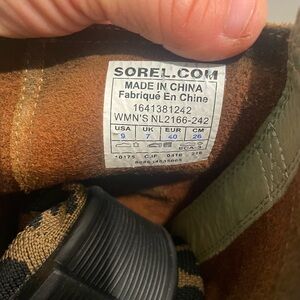 SOREL.COM
MADE IN CHINA
Fabriqué En Chine
1641381242
WMN'S NL2166-242
USA UK EUR CM
9 7 40 26